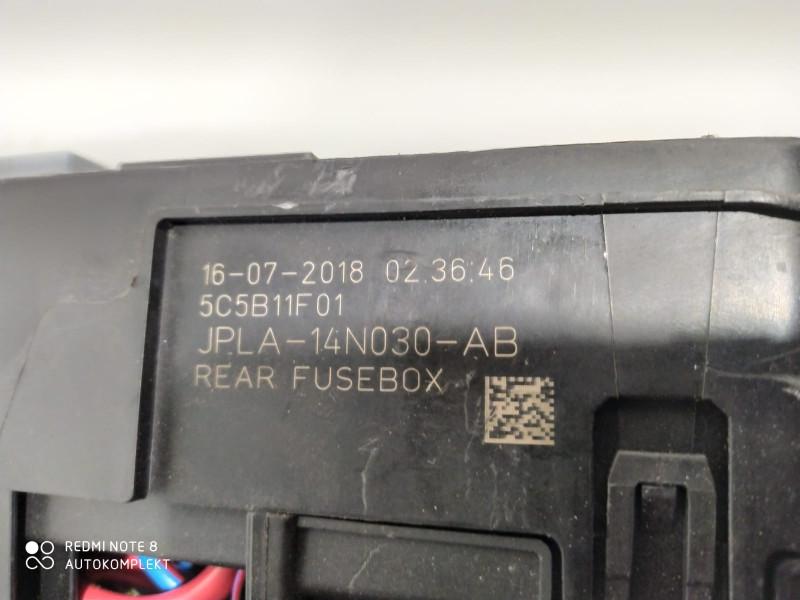 16-07-2018 02:36:46
5C5B11F01
JPLA-14N030-AB
REAR FUSEBOX
REDMI NOTE 8
AUTOKOMPLEKT